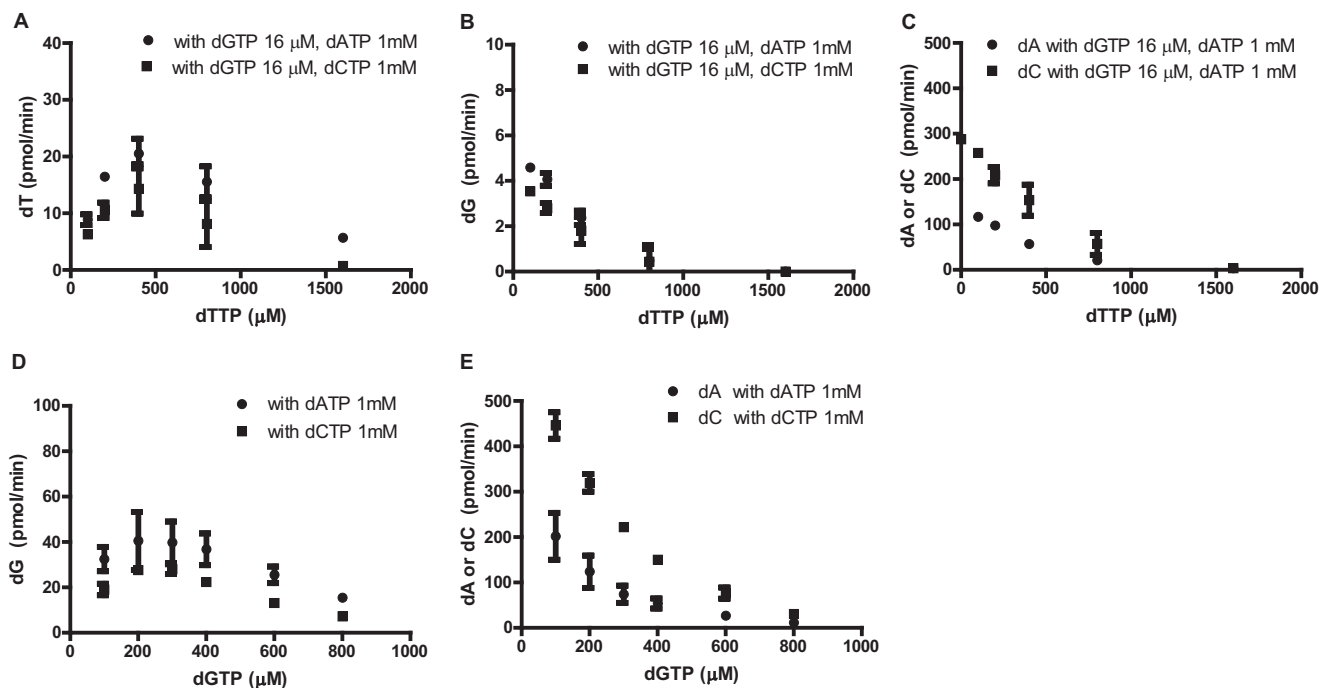 A
40
30
20
10
0
dT (pmol/min)
0 500 1000 1500 2000
dTTP (μM)
with dGTP 16 μM, dATP 1mM
with dGTP 16 μM, dCTP 1mM
B
10
8
6
4
2
0
dG (pmol/min)
0 500 1000 1500 2000
dTTP (μM)
with dGTP 16 μM, dATP 1mM
with dGTP 16 μM, dCTP 1mM
C
500
400
300
200
100
0
dA or dC (pmol/min)
0 500 1000 1500 2000
dTTP (μM)
dA with dGTP 16 μM, dATP 1 mM
dC with dGTP 16 μM, dATP 1 mM
D
100
80
60
40
20
0
dG (pmol/min)
0 200 400 600 800 1000
dGTP (μM)
with dATP 1mM
with dCTP 1mM
E
500
400
300
200
100
0
dA or dC (pmol/min)
0 200 400 600 800 1000
dGTP (μM)
dA with dATP 1mM
dC with dCTP 1mM